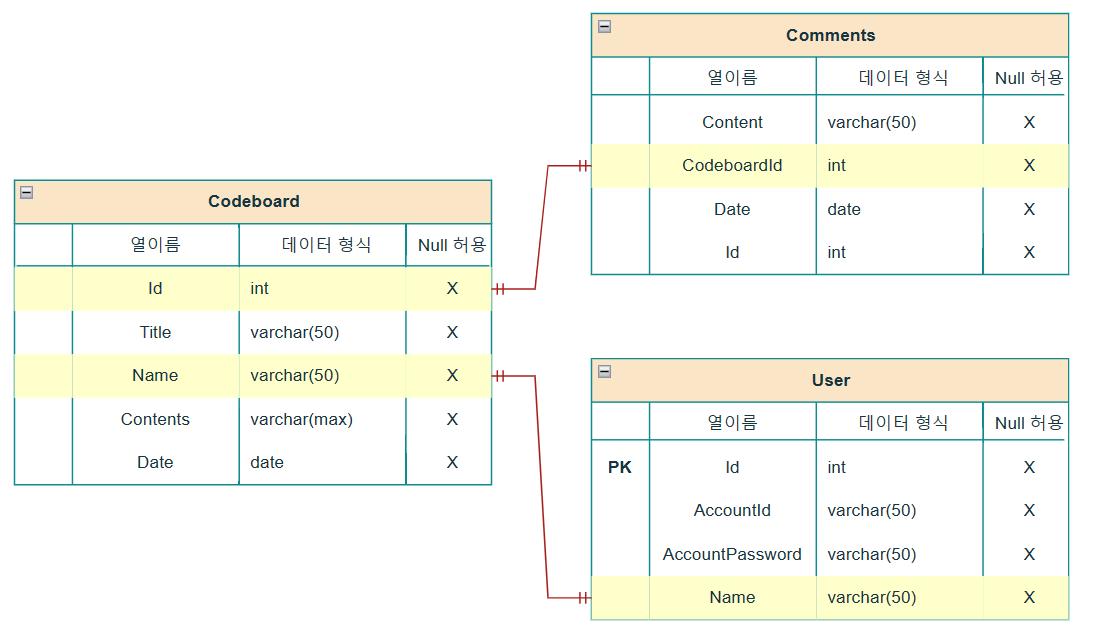 Comments
열이름 데이터 형식 Null 허용
Content varchar(50) X
CodeboardId int X
Date date X
Id int X
Codeboard
열이름 데이터 형식 Null 허용
Id int X
Title varchar(50) X
Name varchar(50) X
Contents varchar(max) X
Date date X
User
열이름 데이터 형식 Null 허용
PK Id int X
AccountId varchar(50) X
AccountPassword varchar(50) X
Name varchar(50) X